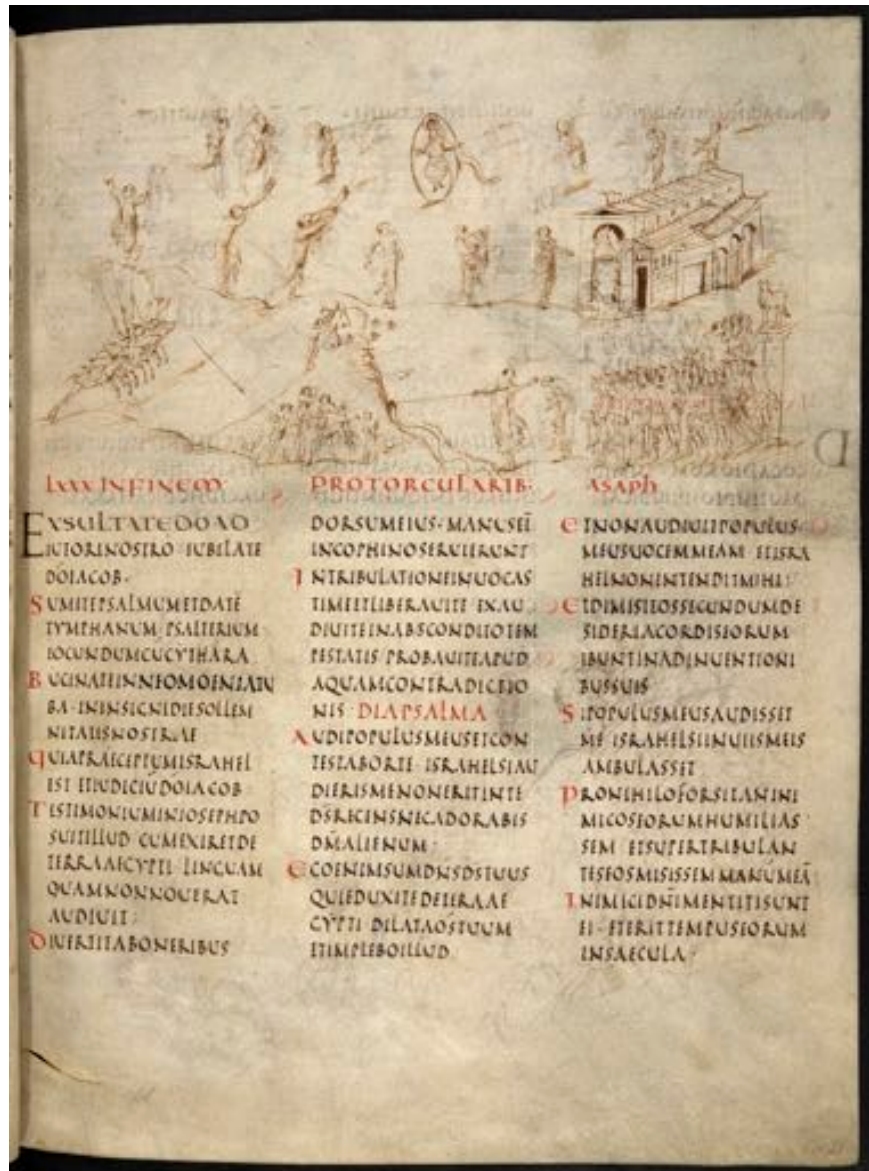 LXXX IN FINEM PRO TORCULARIB· ASAPH
EXSULTATE DO AD
IUTORI NOSTRO IUBILATE
DO IACOB·
SUMITE PSALMUM ET DATE
TYMPHANUM PSALTERIUM
IOCUNDUM CU CYTHARA
BUCINATE IN NEOMOENIA TU
BA· IN INSIGNI DIE SOLLEM
NITATIS NOSTRAE
QUIA PRAECEPTUM ISRAHEL
EST ET IUDICIŪ DO IACOB
TESTIMONIUM IN IOSEPH PO
SUIT ILLUD CUM EXIRET DE
TERRA AEGYPTI LINGUAM
QUAM NON NOUERAT
AUDIUIT:
DIUERTIT AB ONERIBUS
DORSUM EIUS· MANUS EI
IN COPHINO SERUIERUNT
IN TRIBULATIONE INUOCAS
TI ME ET LIBERAUI TE EXAU
DIUI TE IN ABSCONDITO TEM
PESTATIS PROBAUI TE APUD
AQUAM CONTRADICTIO
NIS DIAPSALMA
AUDI POPULUS MEUS ET CON
TESTABOR TE ISRAHEL SI AU
DIERIS ME NON ERIT IN TE
DS RECENS NEC ADORABIS
DM ALIENUM:
EGO ENIM SUM DNS DS TUUS
QUI EDUXI TE DE TERRA AE
GYPTI DILATA OS TUUM
ET IMPLEBO ILLUD
ET NON AUDIUIT POPULUS
MEUS UOCEM MEAM ET ISRA
HEL NON INTENDIT MIHI:
ET DIMISI EOS SECUNDUM DE
SIDERIA CORDIS EORUM
IBUNT IN ADINUENTIONI
BUS SUIS
SI POPULUS MEUS AUDISSET
ME ISRAHEL SI IN UIIS MEIS
AMBULASSET
PRO NIHILO FORSITAN INI
MICOS EORUM HUMILIAS
SEM ET SUPER TRIBULAN
TES EOS MISISSEM MANUM MEĀ
INIMICI DNI MENTITI SUNT
EI· ET ERIT TEMPUS EORUM
IN SAECULA·